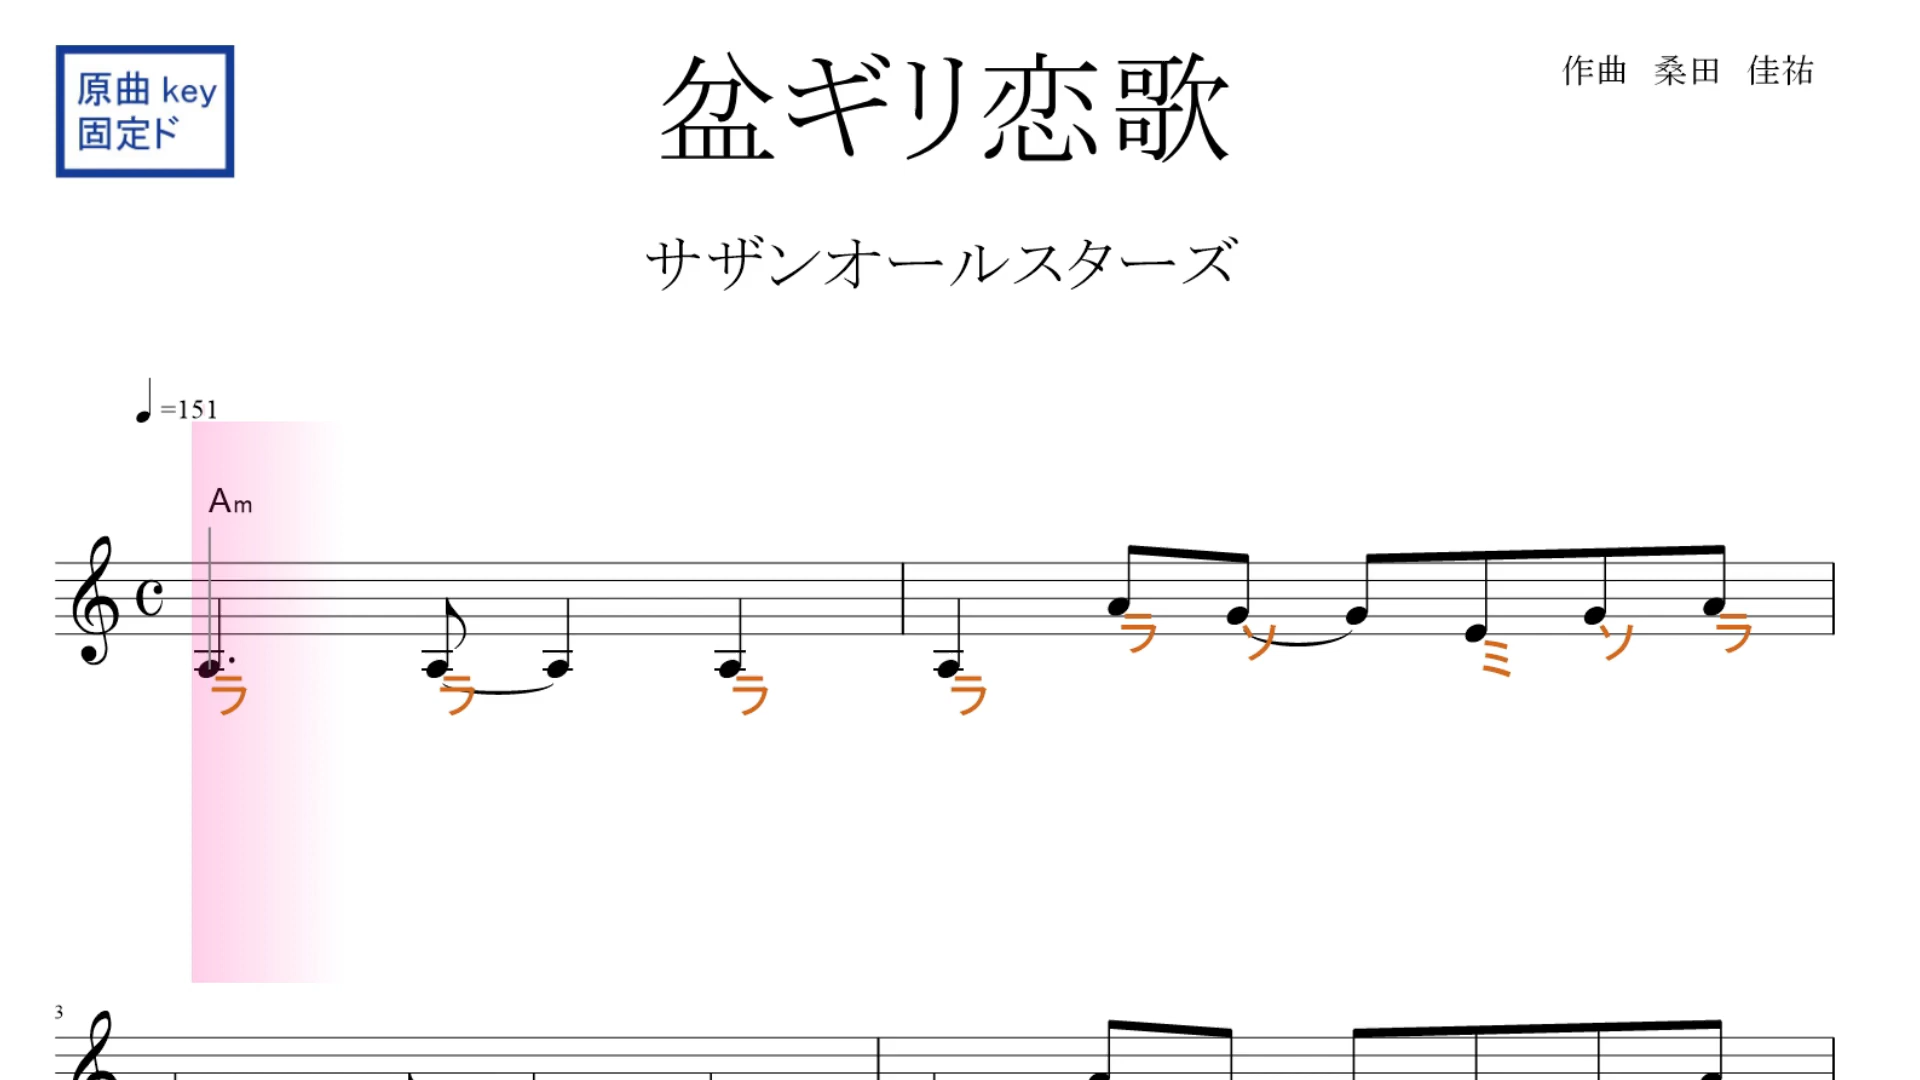 原曲 key
固定ド
盆ギリ恋歌
作曲 桑田 佳祐
サザンオールスターズ
=151
Am
ラ ラ ラ ラ ラ ソ ミ ソ ラ
3